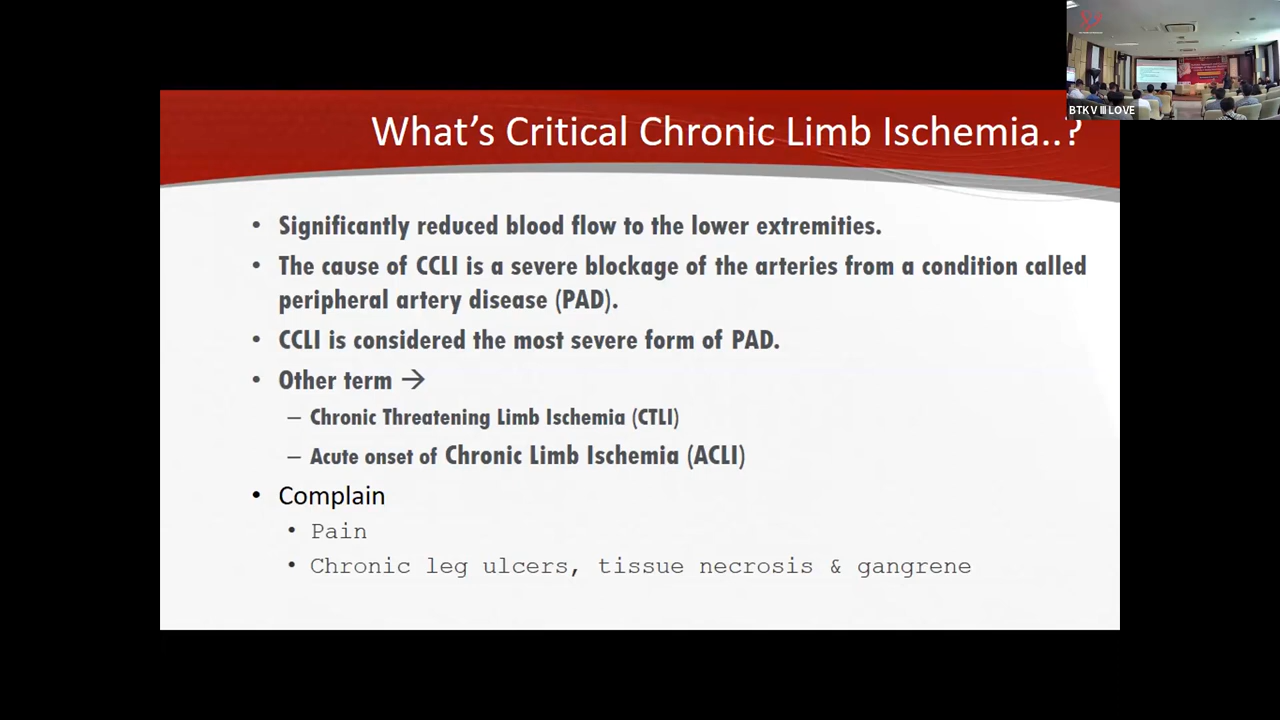 What's Critical Chronic Limb Ischemia..?
BTKV III LOVE
• Significantly reduced blood flow to the lower extremities.
• The cause of CCLI is a severe blockage of the arteries from a condition called
peripheral artery disease (PAD).
• CCLI is considered the most severe form of PAD.
• Other term →
– Chronic Threatening Limb Ischemia (CTLI)
– Acute onset of Chronic Limb Ischemia (ACLI)
• Complain
• Pain
• Chronic leg ulcers, tissue necrosis & gangrene